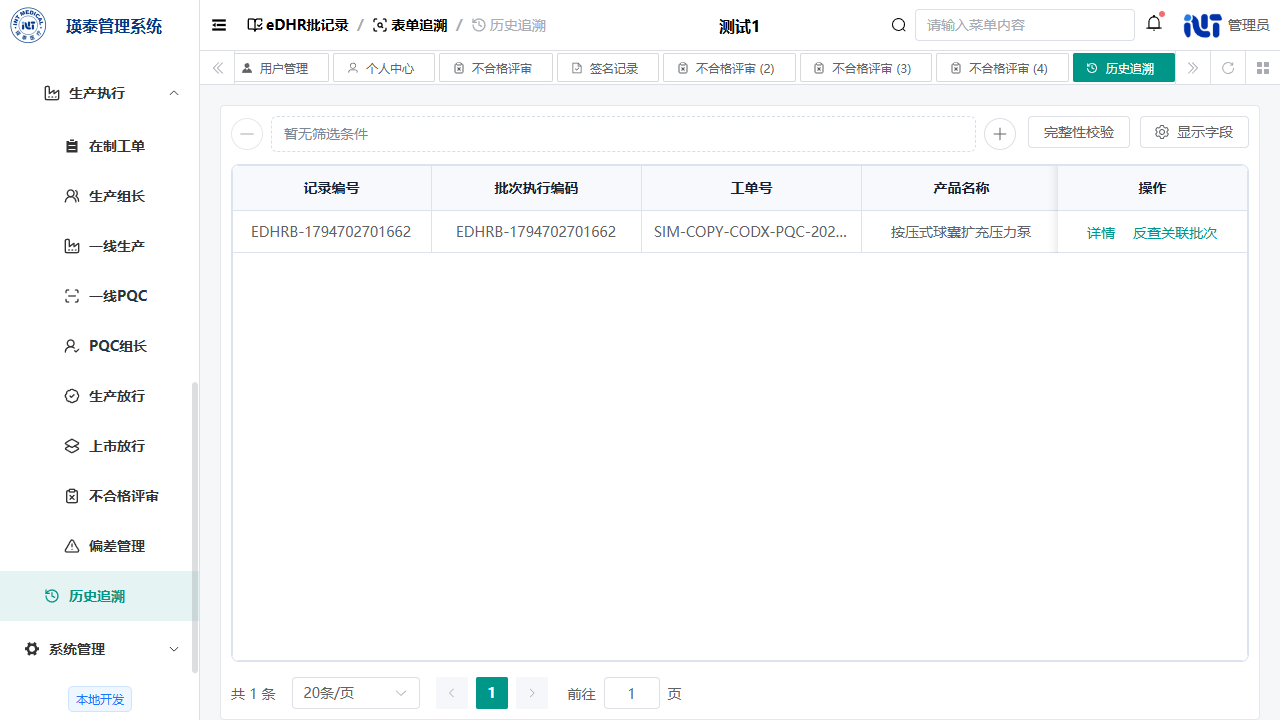 瑛泰管理系统
eDHR批记录 / 表单追溯 / 历史追溯
测试1
请输入菜单内容
管理员
用户管理
个人中心
不合格评审
签名记录
不合格评审 (2)
不合格评审 (3)
不合格评审 (4)
历史追溯
生产执行
在制工单
生产组长
一线生产
一线PQC
PQC组长
生产放行
上市放行
不合格评审
偏差管理
历史追溯
系统管理
本地开发
暂无筛选条件
完整性校验
显示字段
记录编号 批次执行编码 工单号 产品名称 操作
EDHRB-1794702701662 EDHRB-1794702701662 SIM-COPY-CODX-PQC-202... 按压式球囊扩充压力泵 详情 反查关联批次
共 1 条 20条/页 1 前往 1 页